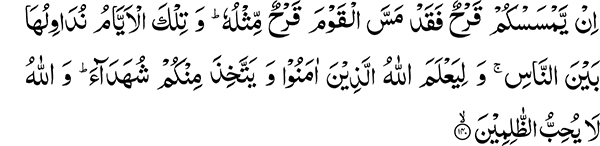 اِنۡ يَّمۡسَسۡكُمۡ قَرۡحٌ فَقَدۡ مَسَّ الۡقَوۡمَ قَرۡحٌ مِّثۡلُهٗ‌ ؕ وَتِلۡكَ الۡاَيَّامُ نُدَاوِلُهَا
بَيۡنَ النَّاسِۚ وَلِيَعۡلَمَ اللّٰهُ الَّذِيۡنَ اٰمَنُوۡا وَيَتَّخِذَ مِنۡكُمۡ شُهَدَآءَ‌ؕ وَاللّٰهُ
لَا يُحِبُّ الظّٰلِمِيۡنَۙ ﴿۱۴۰﴾